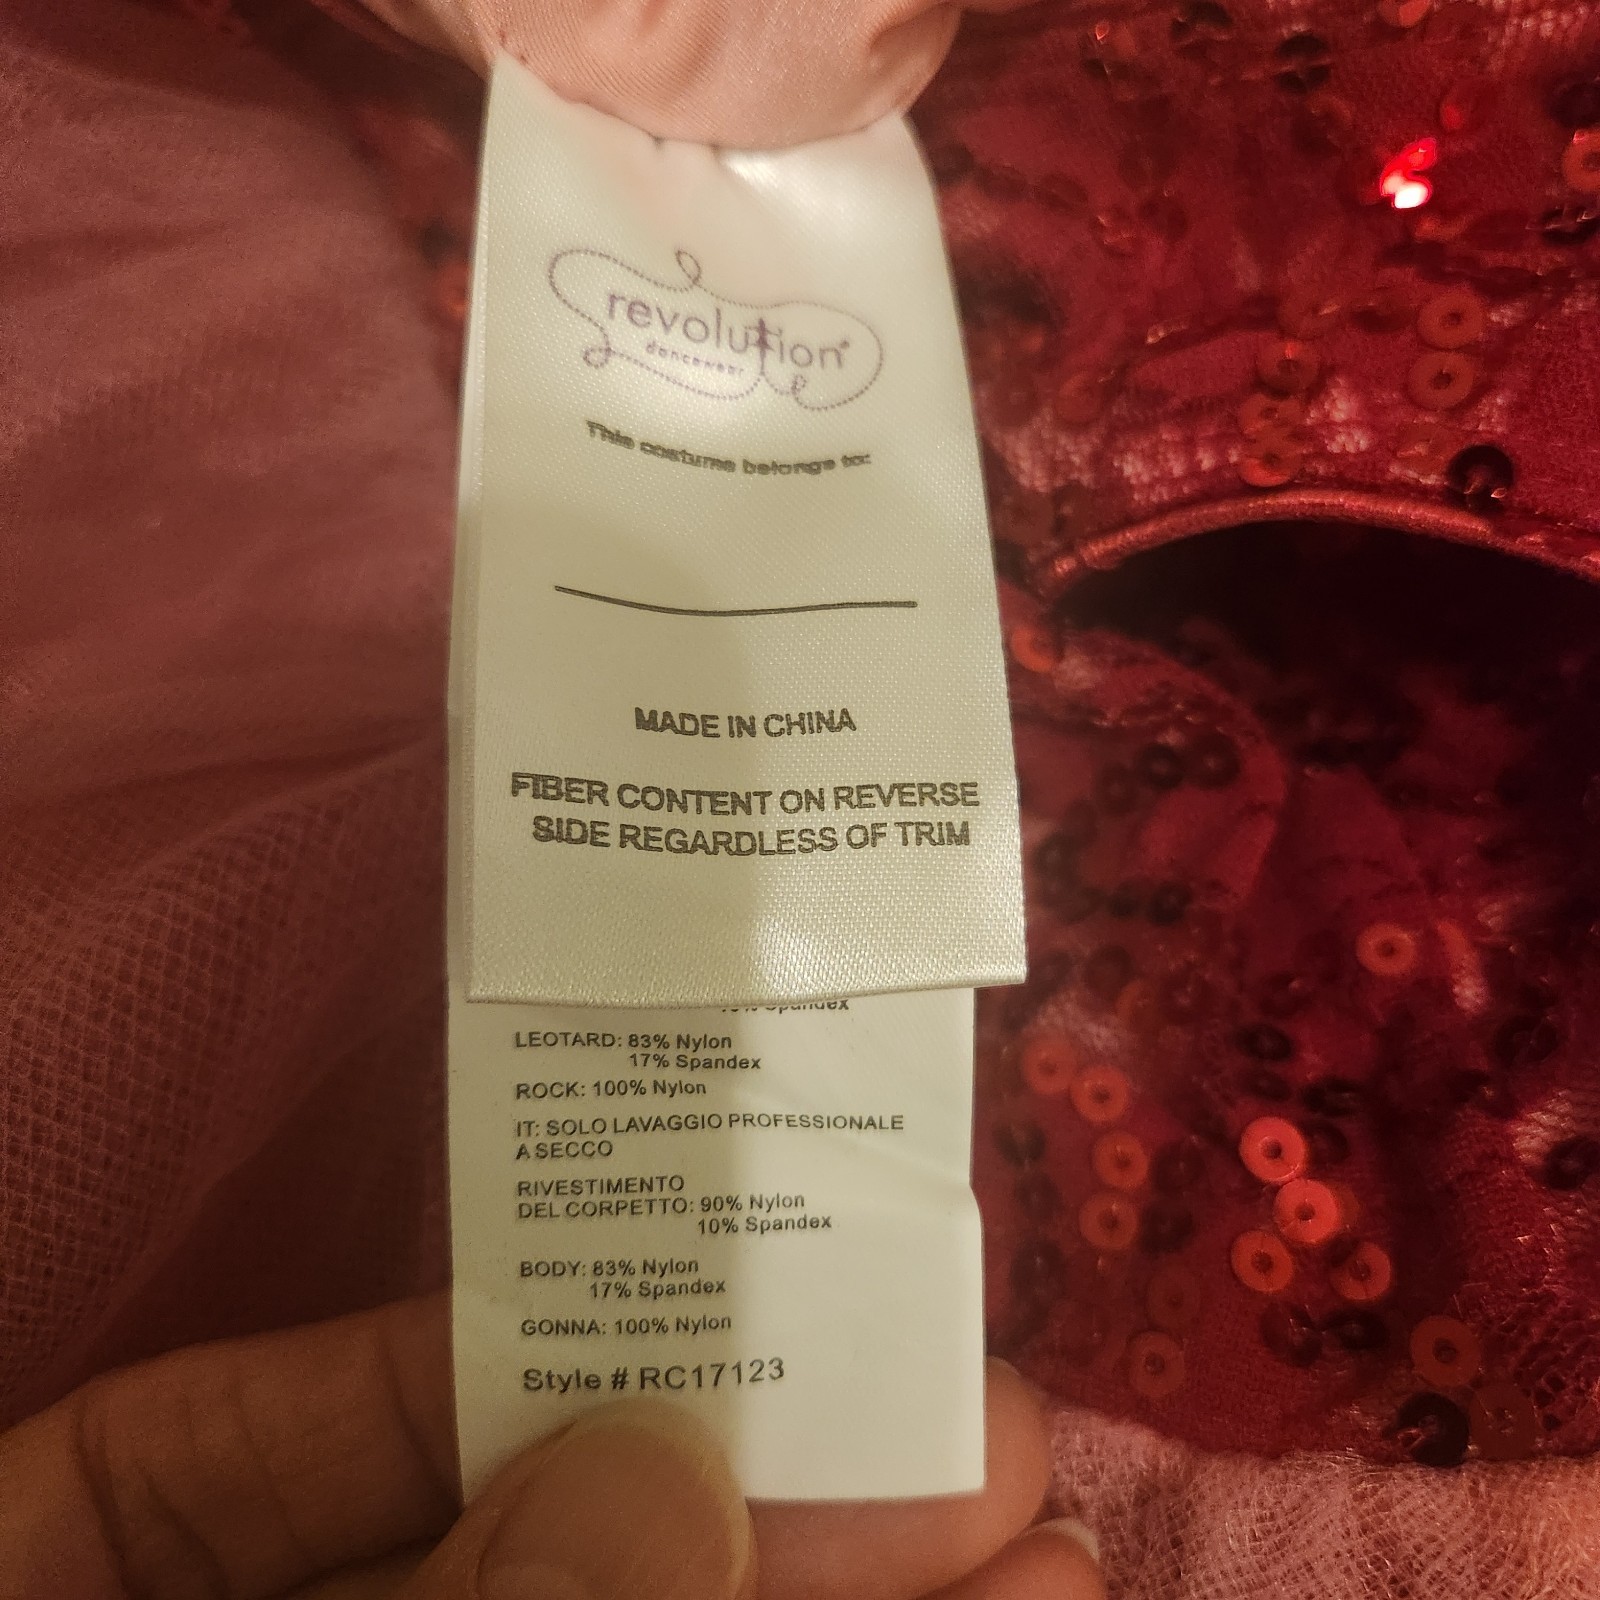 revolution
dancewear
This costume belongs to:
MADE IN CHINA
FIBER CONTENT ON REVERSE
SIDE REGARDLESS OF TRIM
Spandex
LEOTARD: 83% Nylon
17% Spandex
ROCK: 100% Nylon
IT: SOLO LAVAGGIO PROFESSIONALE
A SECCO
RIVESTIMENTO
DEL CORPETTO: 90% Nylon
10% Spandex
BODY: 83% Nylon
17% Spandex
GONNA: 100% Nylon
Style # RC17123